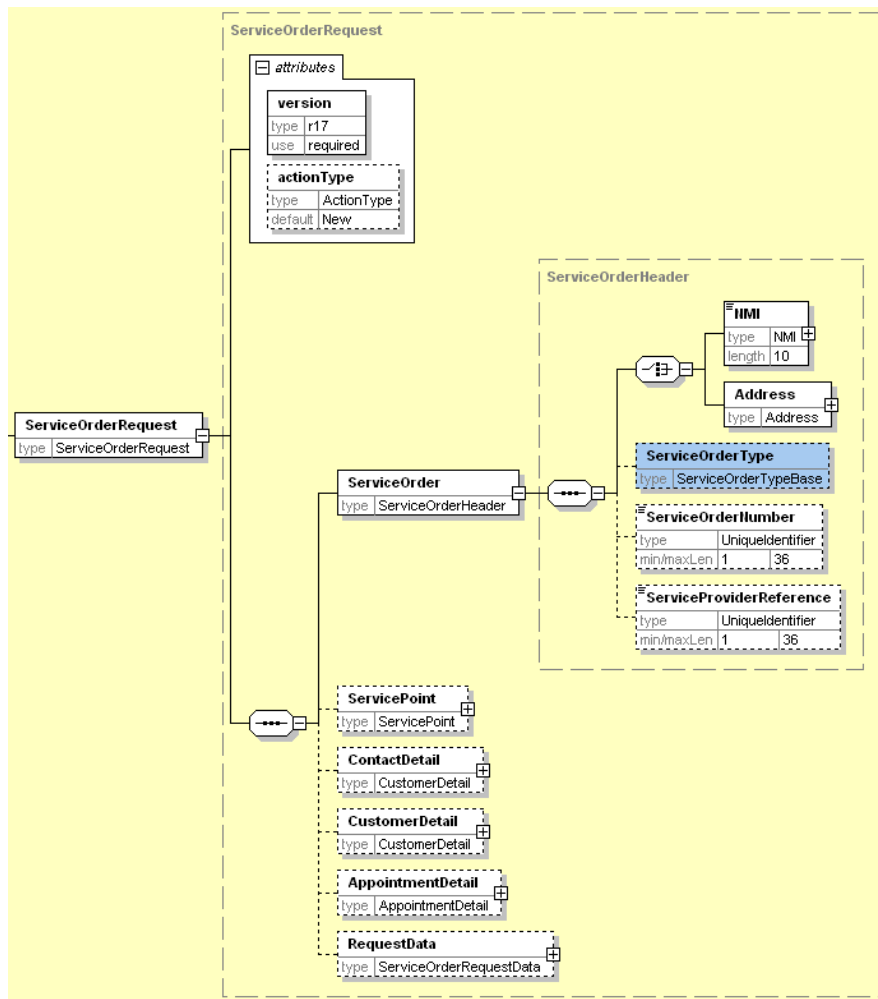 ServiceOrderRequest
attributes
version
type r17
use required
actionType
type ActionType
default New
ServiceOrderHeader
NMI
type NMI
length 10
Address
type Address
ServiceOrderRequest
type ServiceOrderRequest
ServiceOrderType
type ServiceOrderTypeBase
ServiceOrder
type ServiceOrderHeader
ServiceOrderNumber
type UniqueIdentifier
min/maxLen 1 36
ServiceProviderReference
type UniqueIdentifier
min/maxLen 1 36
ServicePoint
type ServicePoint
ContactDetail
type CustomerDetail
CustomerDetail
type CustomerDetail
AppointmentDetail
type AppointmentDetail
RequestData
type ServiceOrderRequestData